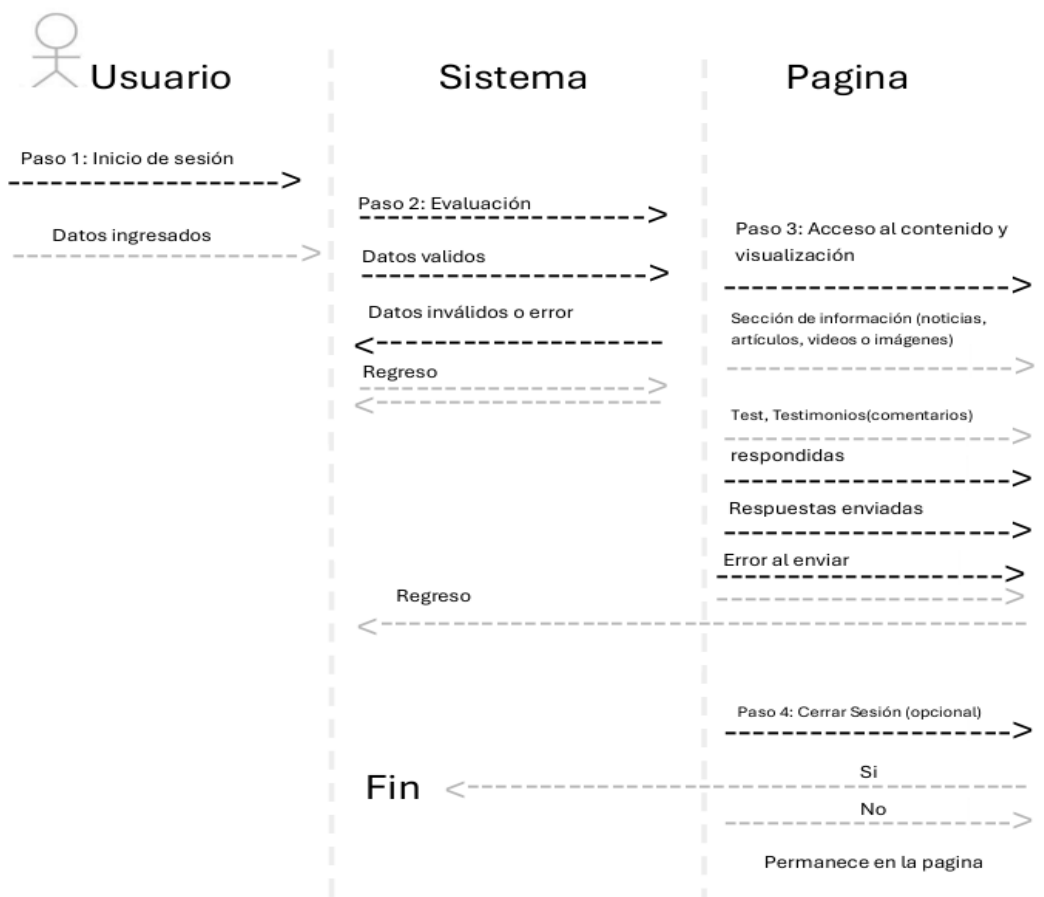 Usuario
Sistema
Pagina
Paso 1: Inicio de sesión
Datos ingresados
Paso 2: Evaluación
Datos validos
Datos inválidos o error
Regreso
Paso 3: Acceso al contenido y
visualización
Sección de información (noticias,
artículos, videos o imágenes)
Test, Testimonios(comentarios)
respondidas
Respuestas enviadas
Error al enviar
Regreso
Paso 4: Cerrar Sesión (opcional)
Si
Fin
No
Permanece en la pagina